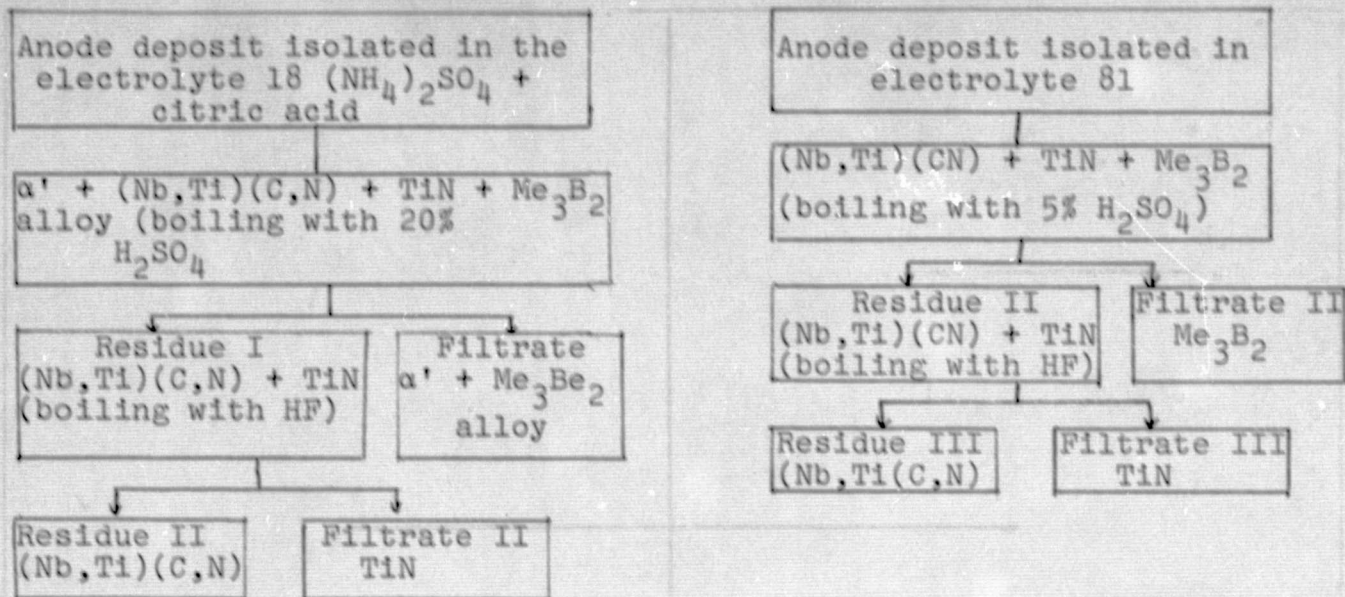 Anode deposit isolated in the
electrolyte 18 (NH₄)₂SO₄ +
citric acid
α' + (Nb,Ti)(C,N) + TiN + Me₃B₂
alloy (boiling with 20%
H₂SO₄
Residue I
(Nb,Ti)(C,N) + TiN
(boiling with HF)
Filtrate
α' + Me₃Be₂
alloy
Residue II
(Nb,Ti)(C,N)
Filtrate II
TiN
Anode deposit isolated in
electrolyte 81
(Nb,Ti)(CN) + TiN + Me₃B₂
(boiling with 5% H₂SO₄)
Residue II
(Nb,Ti)(CN) + TiN
(boiling with HF)
Filtrate II
Me₃B₂
Residue III
(Nb,Ti(C,N)
Filtrate III
TiN